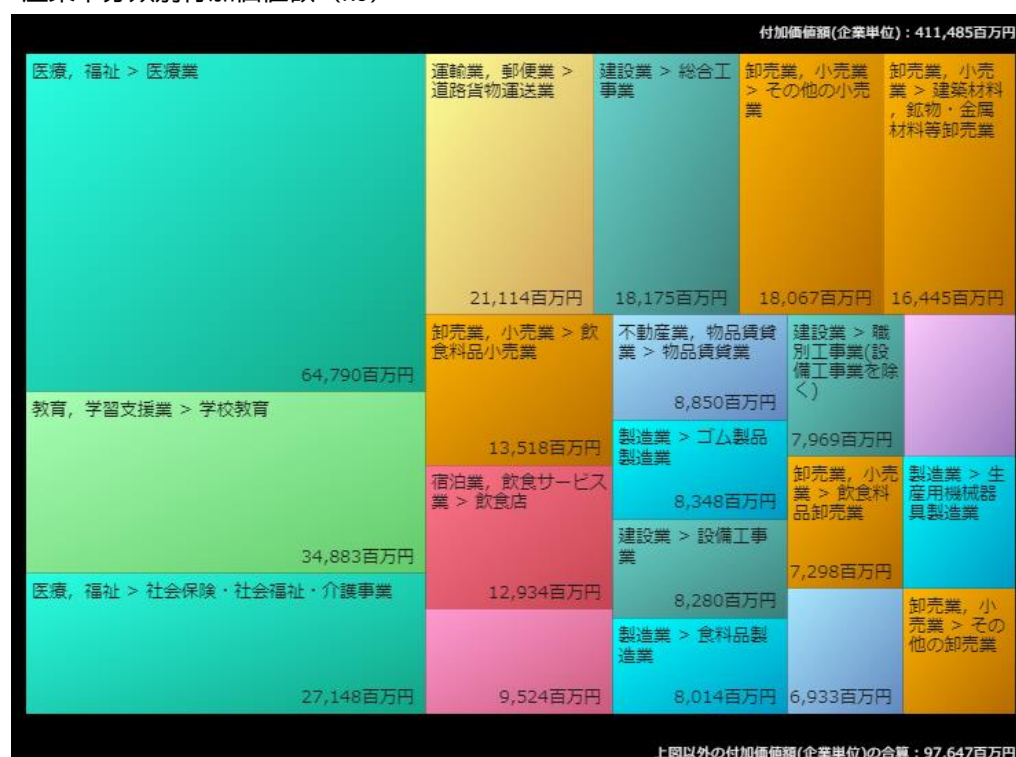 付加価値額(企業単位)：411,485百万円
医療，福祉 > 医療業
64,790百万円
教育，学習支援業 > 学校教育
34,883百万円
医療，福祉 > 社会保険・社会福祉・介護事業
27,148百万円
運輸業，郵便業 >
道路貨物運送業
21,114百万円
建設業 > 総合工
事業
18,175百万円
卸売業，小売業
> その他の小売
業
18,067百万円
卸売業，小売
業 > 建築材料
，鉱物・金属
材料等卸売業
16,445百万円
卸売業，小売業 > 飲
食料品小売業
13,518百万円
宿泊業，飲食サービス
業 > 飲食店
12,934百万円
9,524百万円
不動産業，物品賃貸
業 > 物品賃貸業
8,850百万円
製造業 > ゴム製品
製造業
8,348百万円
建設業 > 設備工事
業
8,280百万円
製造業 > 食料品製
造業
8,014百万円
建設業 > 職
別工事業(設
備工事業を除
く)
7,969百万円
卸売業，小売
業 > 飲食料
品卸売業
7,298百万円
6,933百万円
製造業 > 生
産用機械器
具製造業
卸売業，小
売業 > その
他の卸売業
上図以外の付加価値額(企業単位)の合算：97,647百万円